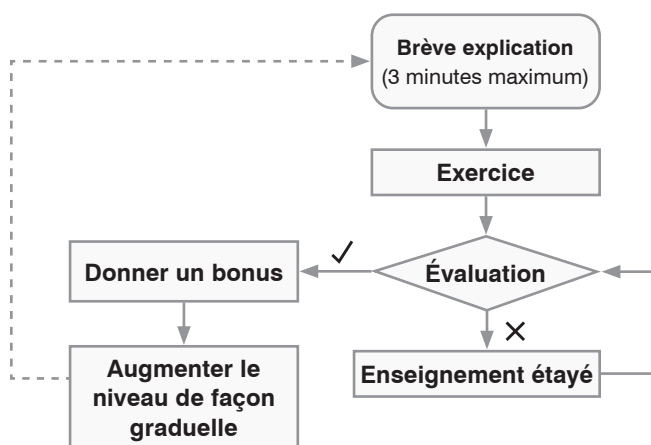 Brève explication
(3 minutes maximum)
Exercice
Évaluation
Donner un bonus
Augmenter le
niveau de façon
graduelle
Enseignement étayé